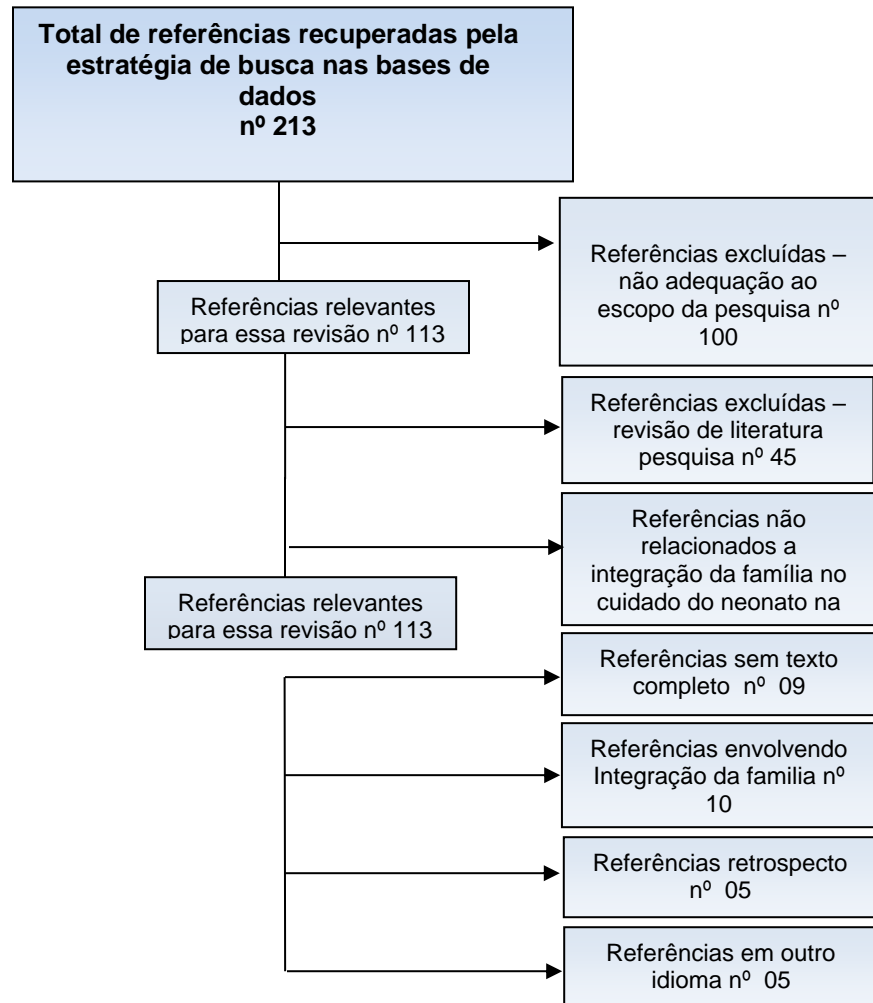 Total de referências recuperadas pela
estratégia de busca nas bases de
dados
nº 213
Referências excluídas –
não adequação ao
escopo da pesquisa nº
100
Referências relevantes
para essa revisão nº 113
Referências excluídas –
revisão de literatura
pesquisa nº 45
Referências não
relacionados a
integração da família no
cuidado do neonato na
Referências relevantes
para essa revisão nº 113
Referências sem texto
completo nº 09
Referências envolvendo
Integração da familia nº
10
Referências retrospecto
nº 05
Referências em outro
idioma nº 05